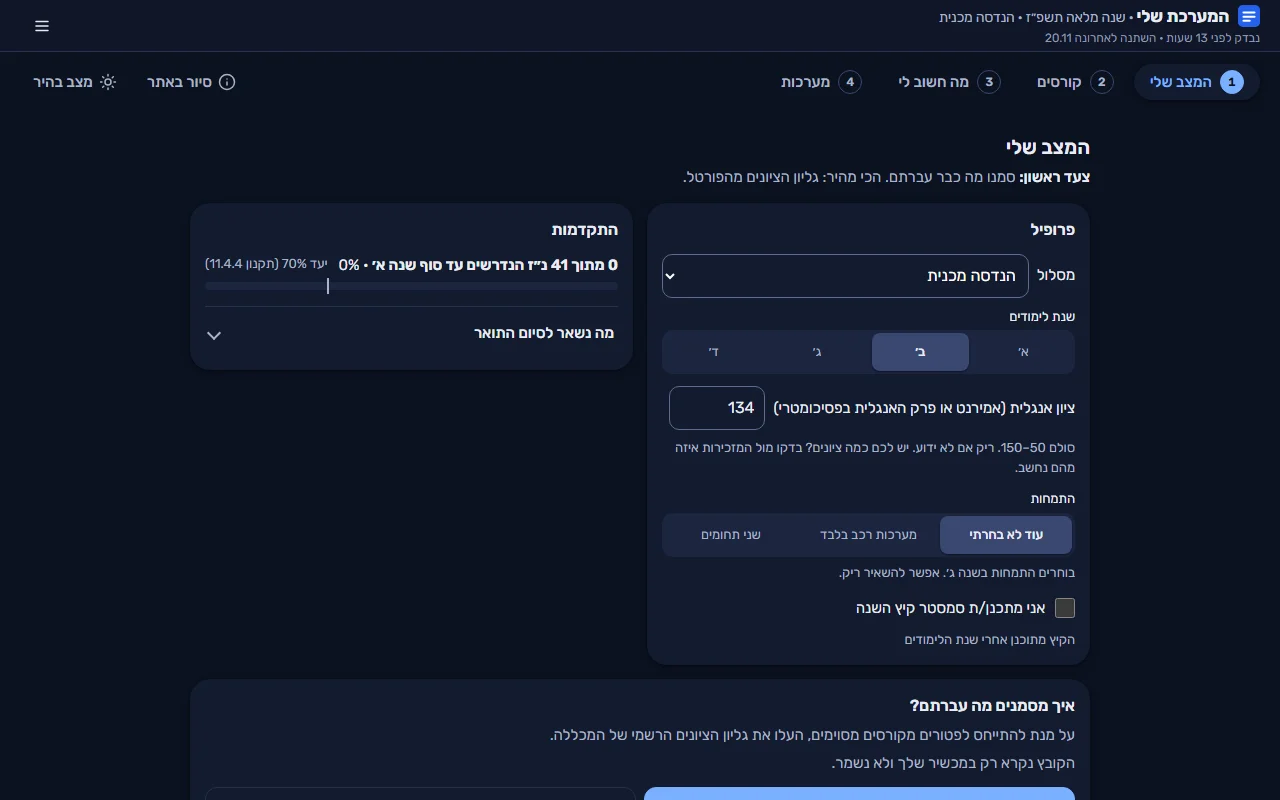 המערכת שלי • שנה מלאה תשפ״ז • הנדסה מכנית
נבדק לפני 13 שעות • השתנה לאחרונה 20.11
1 המצב שלי
2 קורסים
3 מה חשוב לי
4 מערכות
סיור באתר
מצב בהיר
המצב שלי
צעד ראשון: סמנו מה כבר עברתם. הכי מהיר: גליון הציונים מהפורטל.
פרופיל
מסלול
הנדסה מכנית
שנת לימודים
א׳
ב׳
ג׳
ד׳
ציון אנגלית (אמירנט או פרק האנגלית בפסיכומטרי)
134
סולם 50–150. ריק אם לא ידוע. יש לכם כמה ציונים? בדקו מול המזכירות איזה
מהם נחשב.
התמחות
עוד לא בחרתי
מערכות רכב בלבד
שני תחומים
בוחרים התמחות בשנה ג׳. אפשר להשאיר ריק.
אני מתכנן/ת סמסטר קיץ השנה
הקיץ מתוכנן אחרי שנת הלימודים
התקדמות
0 מתוך 41 נ״ז הנדרשים עד סוף שנה א׳ • 0%
יעד 70% (תקנון 11.4.4)
מה נשאר לסיום התואר
איך מסמנים מה עברתם?
על מנת להתייחס לפטורים מקורסים מסוימים, העלו את גליון הציונים הרשמי של המכללה.
הקובץ נקרא רק במכשיר שלך ולא נשמר.